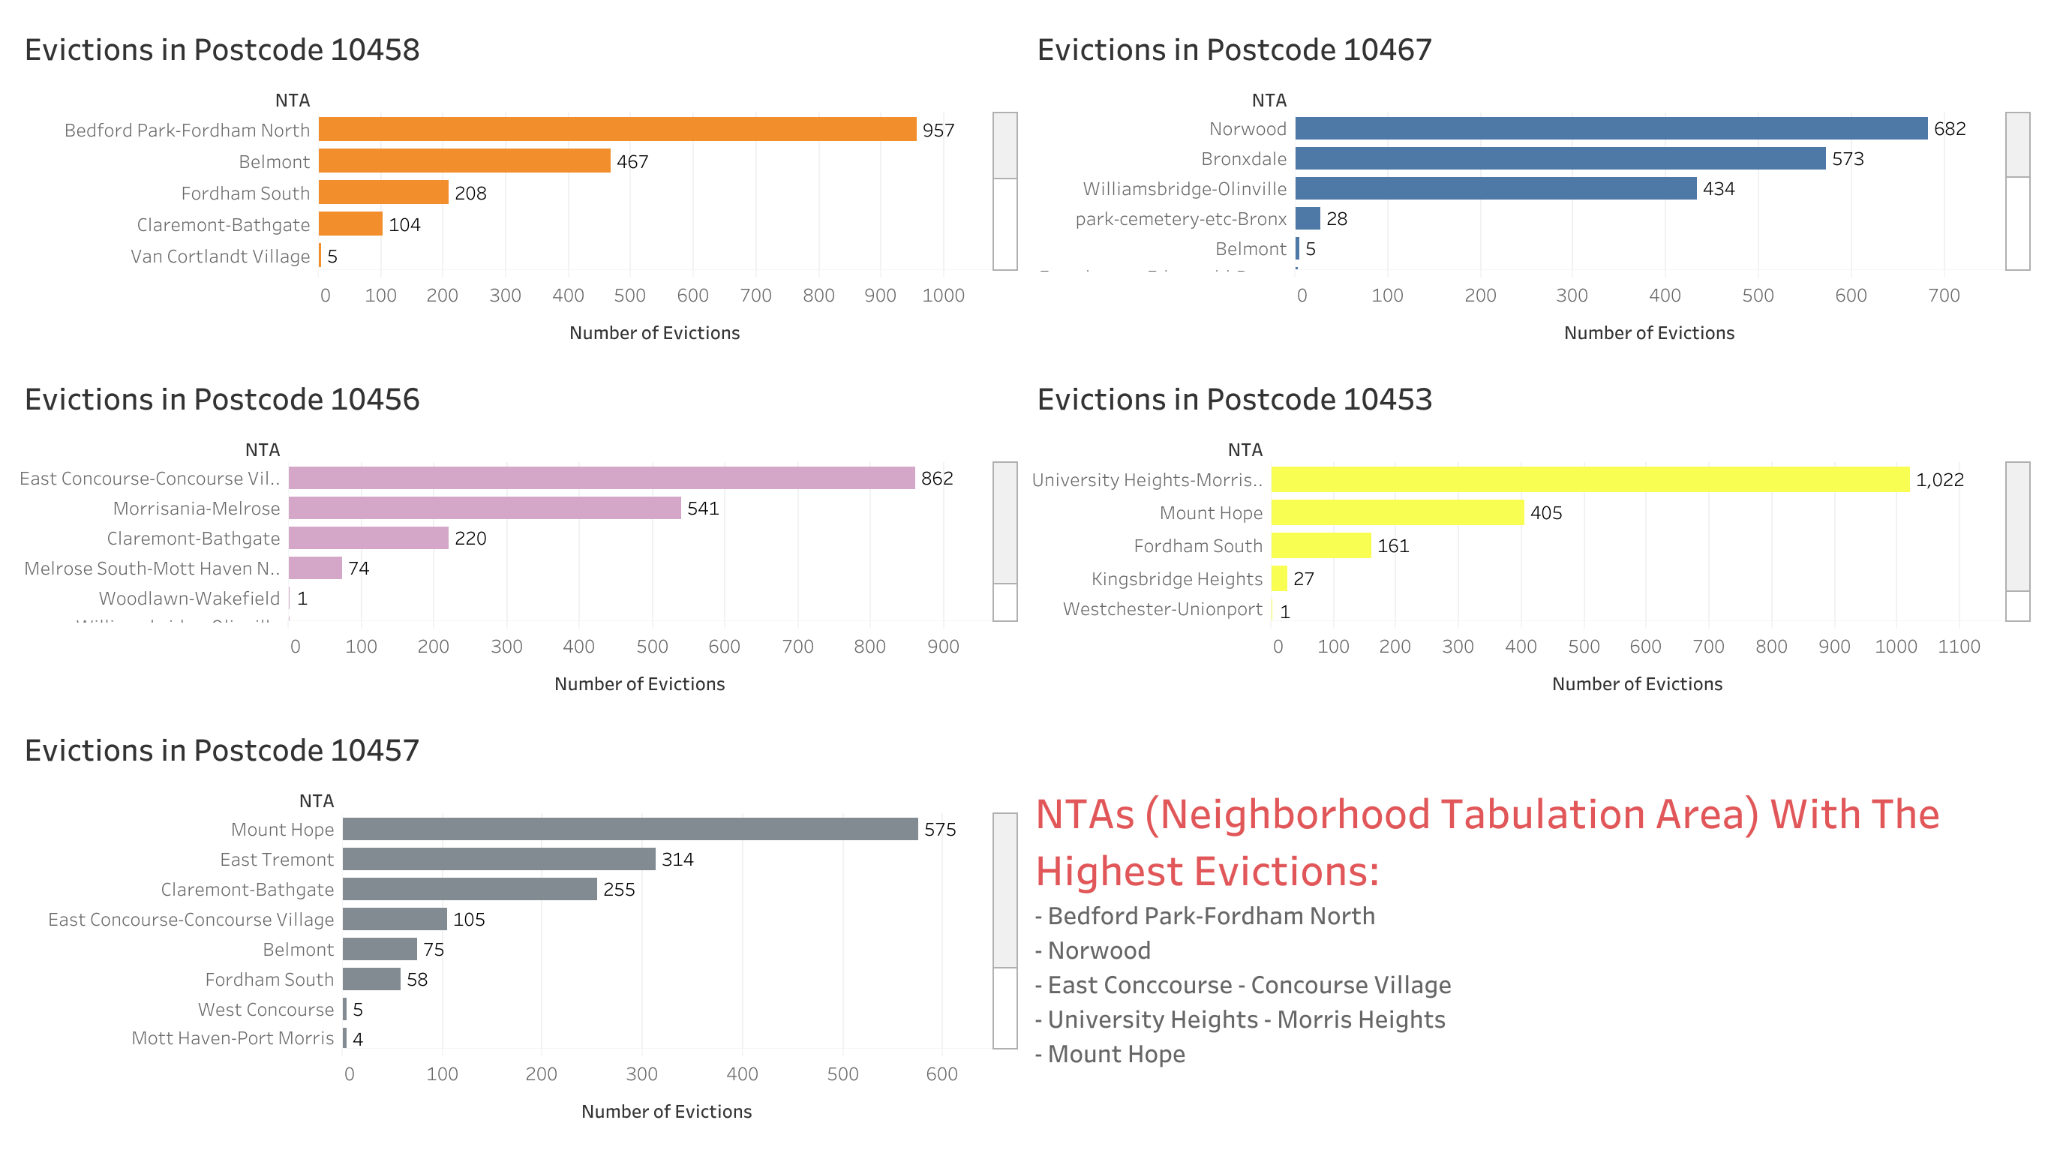 Evictions in Postcode 10458
NTA
Bedford Park-Fordham North 957
Belmont 467
Fordham South 208
Claremont-Bathgate 104
Van Cortlandt Village 5
0 100 200 300 400 500 600 700 800 900 1000
Number of Evictions
Evictions in Postcode 10467
NTA
Norwood 682
Bronxdale 573
Williamsbridge-Olinville 434
park-cemetery-etc-Bronx 28
Belmont 5
0 100 200 300 400 500 600 700
Number of Evictions
Evictions in Postcode 10456
NTA
East Concourse-Concourse Vil.. 862
Morrisania-Melrose 541
Claremont-Bathgate 220
Melrose South-Mott Haven N.. 74
Woodlawn-Wakefield 1
0 100 200 300 400 500 600 700 800 900
Number of Evictions
Evictions in Postcode 10453
NTA
University Heights-Morris.. 1,022
Mount Hope 405
Fordham South 161
Kingsbridge Heights 27
Westchester-Unionport 1
0 100 200 300 400 500 600 700 800 900 1000 1100
Number of Evictions
Evictions in Postcode 10457
NTA
Mount Hope 575
East Tremont 314
Claremont-Bathgate 255
East Concourse-Concourse Village 105
Belmont 75
Fordham South 58
West Concourse 5
Mott Haven-Port Morris 4
0 100 200 300 400 500 600
Number of Evictions
NTAs (Neighborhood Tabulation Area) With The
Highest Evictions:
- Bedford Park-Fordham North
- Norwood
- East Conccourse - Concourse Village
- University Heights - Morris Heights
- Mount Hope